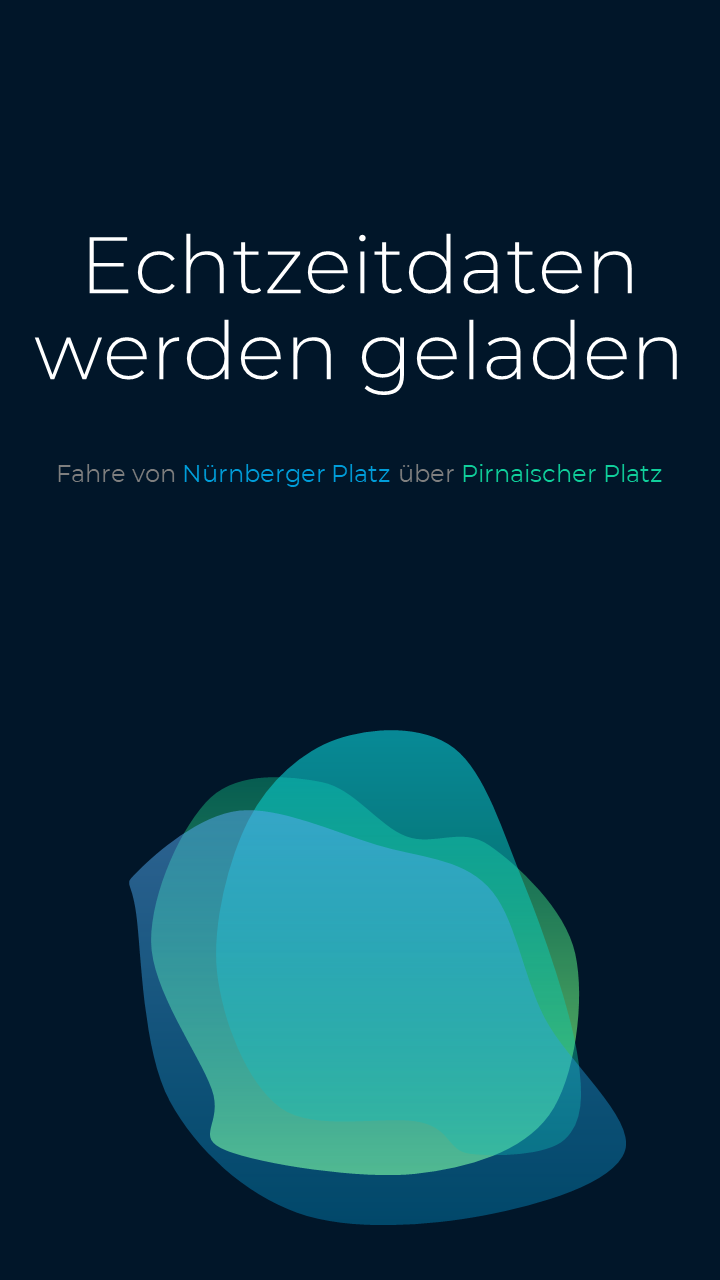 Echtzeitdaten
werden geladen
Fahre von Nürnberger Platz über Pirnaischer Platz